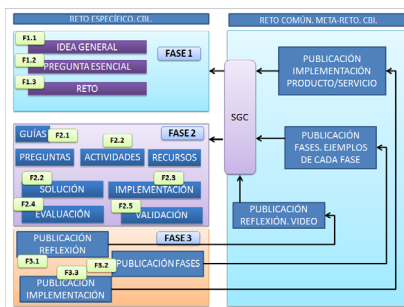 RETO ESPECÍFICO. CBL.
RETO COMÚN. META-RETO. CBI.
F1.1
IDEA GENERAL
FASE 1
F1.2
PREGUNTA ESENCIAL
F1.3
RETO
GUÍAS
F2.1
F2.2
FASE 2
PREGUNTAS
ACTIVIDADES
RECURSOS
F2.2
F2.3
SOLUCIÓN
IMPLEMENTACIÓN
F2.4
F2.5
EVALUACIÓN
VALIDACIÓN
PUBLICACIÓN
REFLEXIÓN
FASE 3
F3.1
F3.2
PUBLICACIÓN FASES
F3.3
PUBLICACIÓN
IMPLEMENTACIÓN
SGC
PUBLICACIÓN
IMPLEMENTACIÓN
PRODUCTO/SERVICIO
PUBLICACIÓN
FASES. EJEMPLOS
DE CADA FASE
PUBLICACIÓN
REFLEXIÓN. VIDEO